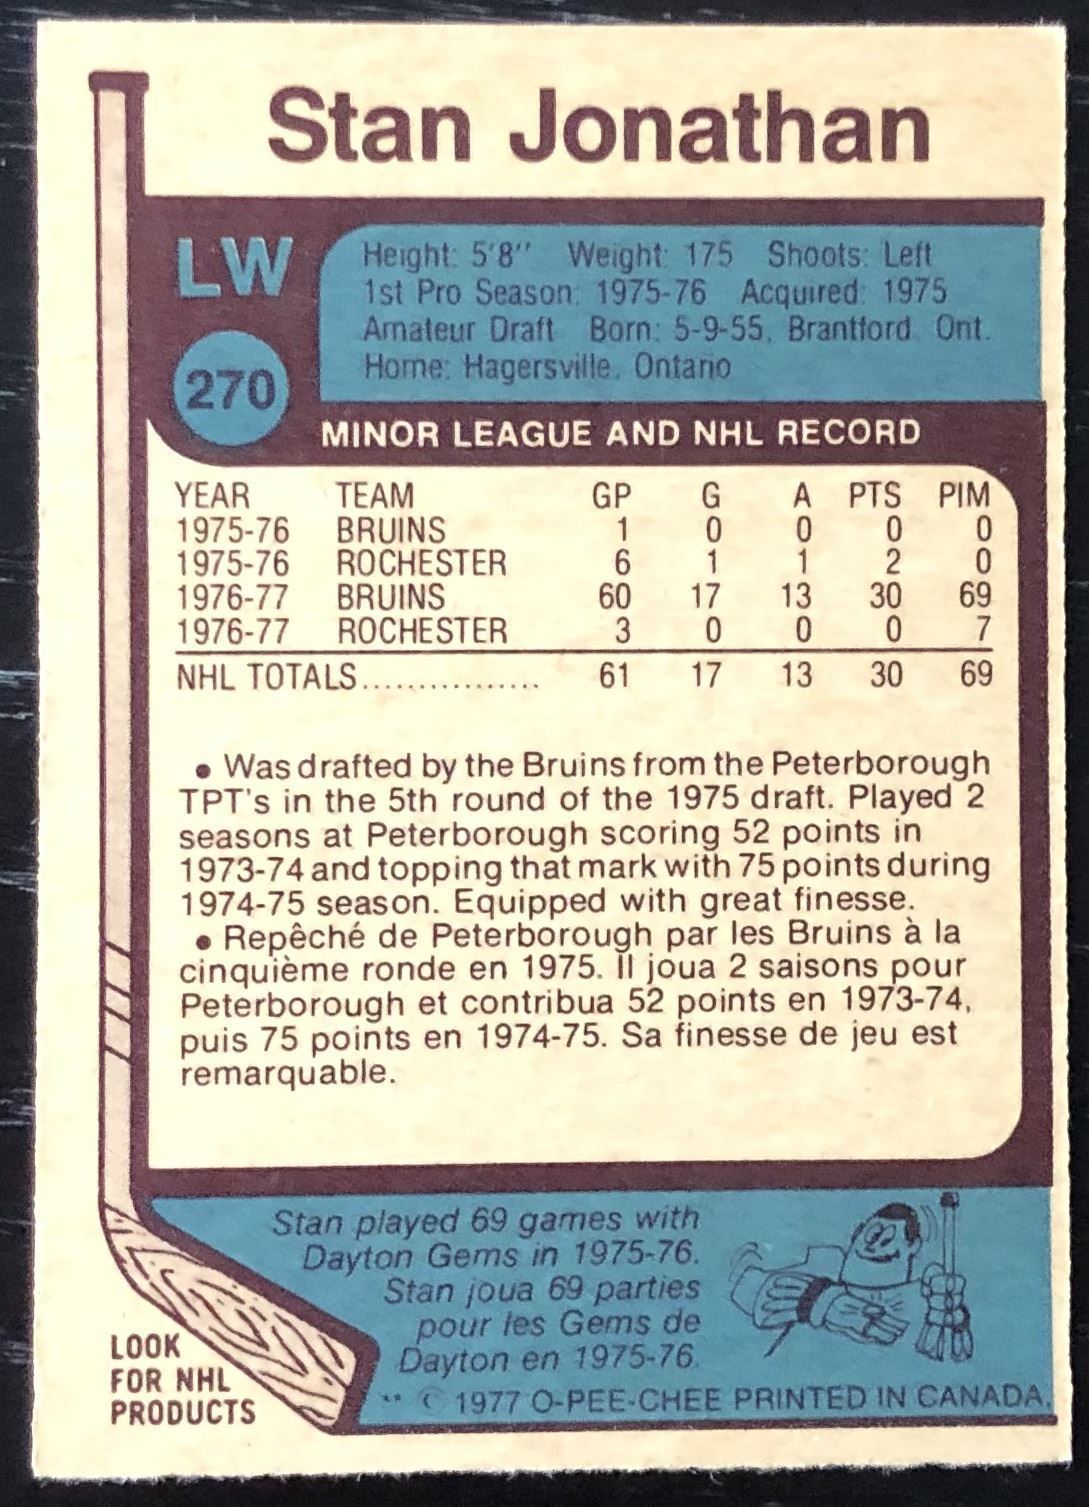 Stan Jonathan
LW
270
Height: 5'8" Weight: 175 Shoots: Left
1st Pro Season: 1975-76 Acquired: 1975
Amateur Draft Born: 5-9-55, Brantford, Ont.
Home: Hagersville, Ontario
MINOR LEAGUE AND NHL RECORD
YEAR TEAM GP G A PTS PIM
1975-76 BRUINS 1 0 0 0 0
1975-76 ROCHESTER 6 1 1 2 0
1976-77 BRUINS 60 17 13 30 69
1976-77 ROCHESTER 3 0 0 0 7
NHL TOTALS................ 61 17 13 30 69
• Was drafted by the Bruins from the Peterborough
TPT's in the 5th round of the 1975 draft. Played 2
seasons at Peterborough scoring 52 points in
1973-74 and topping that mark with 75 points during
1974-75 season. Equipped with great finesse.
• Repêché de Peterborough par les Bruins à la
cinquième ronde en 1975. Il joua 2 saisons pour
Peterborough et contribua 52 points en 1973-74,
puis 75 points en 1974-75. Sa finesse de jeu est
remarquable.
Stan played 69 games with
Dayton Gems in 1975-76.
Stan joua 69 parties
pour les Gems de
Dayton en 1975-76.
** © 1977 O-PEE-CHEE PRINTED IN CANADA.
LOOK
FOR NHL
PRODUCTS